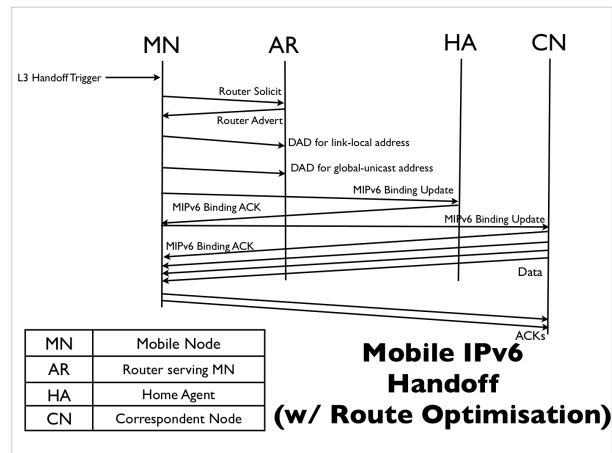 MN AR HA CN
L3 Handoff Trigger
Router Solicit
Router Advert
DAD for link-local address
DAD for global-unicast address
MIPv6 Binding Update
MIPv6 Binding ACK
MIPv6 Binding Update
MIPv6 Binding ACK
Data
ACKs
MN Mobile Node
AR Router serving MN
HA Home Agent
CN Correspondent Node
Mobile IPv6
Handoff
(w/ Route Optimisation)